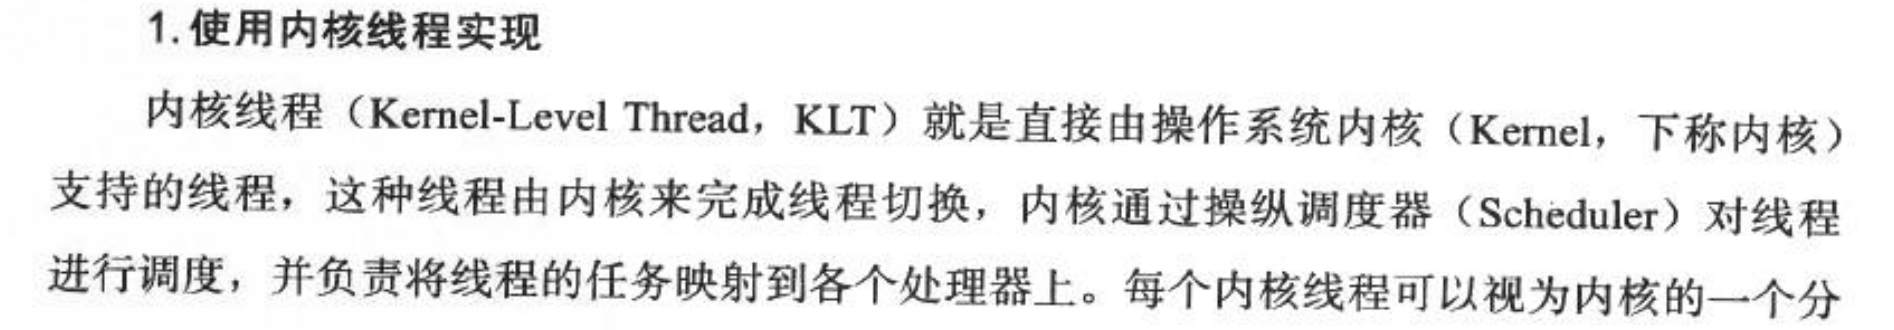 1.使用内核线程实现
内核线程（Kernel-Level Thread，KLT）就是直接由操作系统内核（Kernel，下称内核）
支持的线程，这种线程由内核来完成线程切换，内核通过操纵调度器（Scheduler）对线程
进行调度，并负责将线程的任务映射到各个处理器上。每个内核线程可以视为内核的一个分